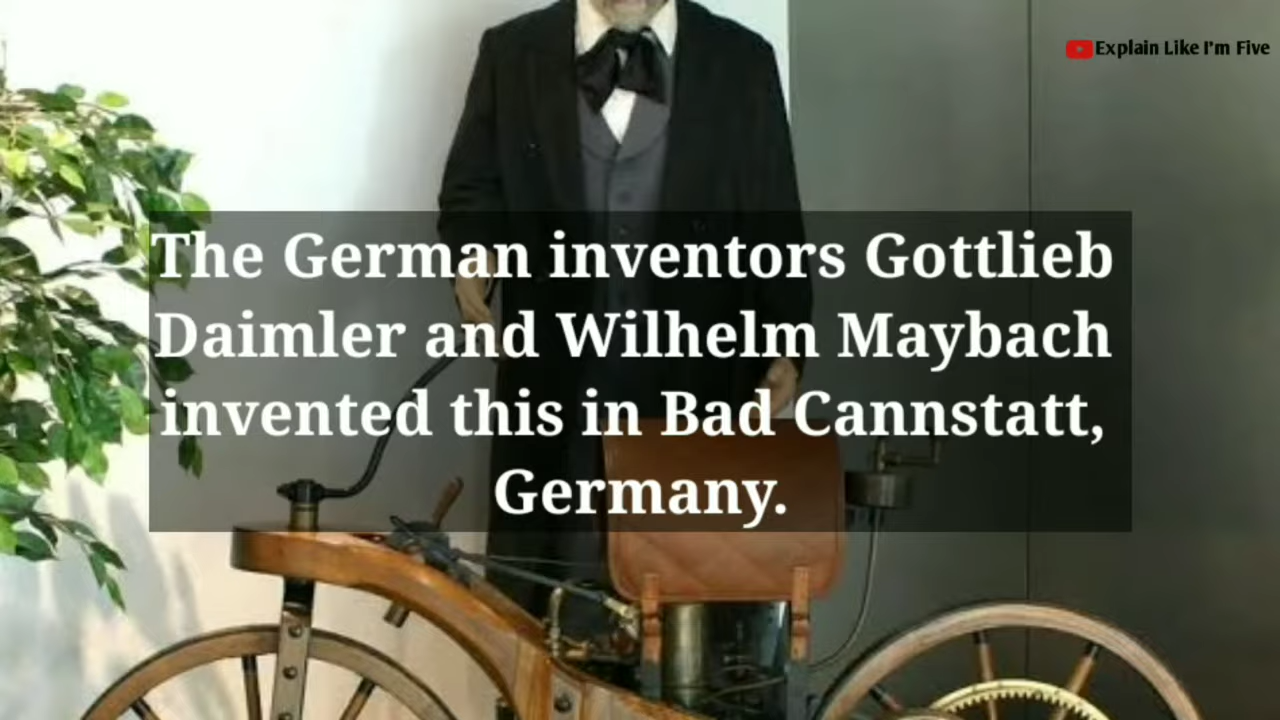 Explain Like I'm Five
The German inventors Gottlieb
Daimler and Wilhelm Maybach
invented this in Bad Cannstatt,
Germany.